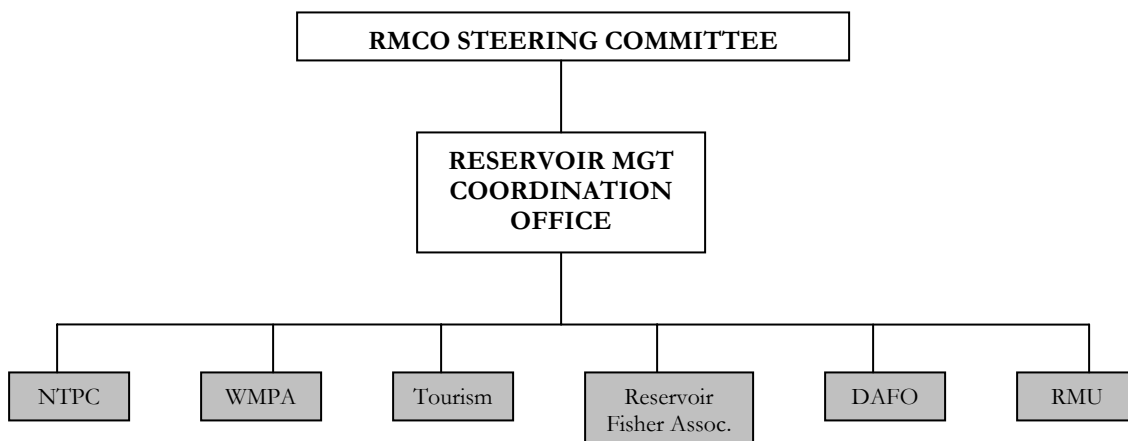 RMCO STEERING COMMITTEE
RESERVOIR MGT
COORDINATION
OFFICE
NTPC
WMPA
Tourism
Reservoir
Fisher Assoc.
DAFO
RMU